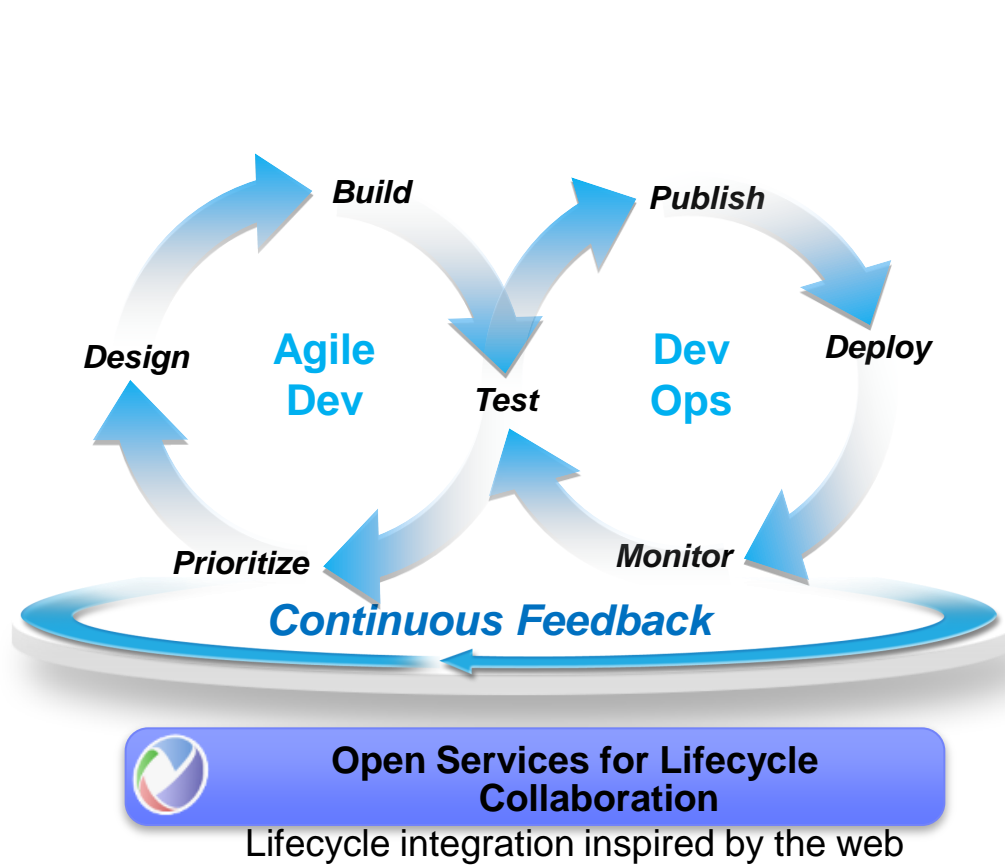 Build
Publish
Design
Agile
Dev
Dev
Ops
Deploy
Test
Prioritize
Monitor
Continuous Feedback
Open Services for Lifecycle
Collaboration
Lifecycle integration inspired by the web